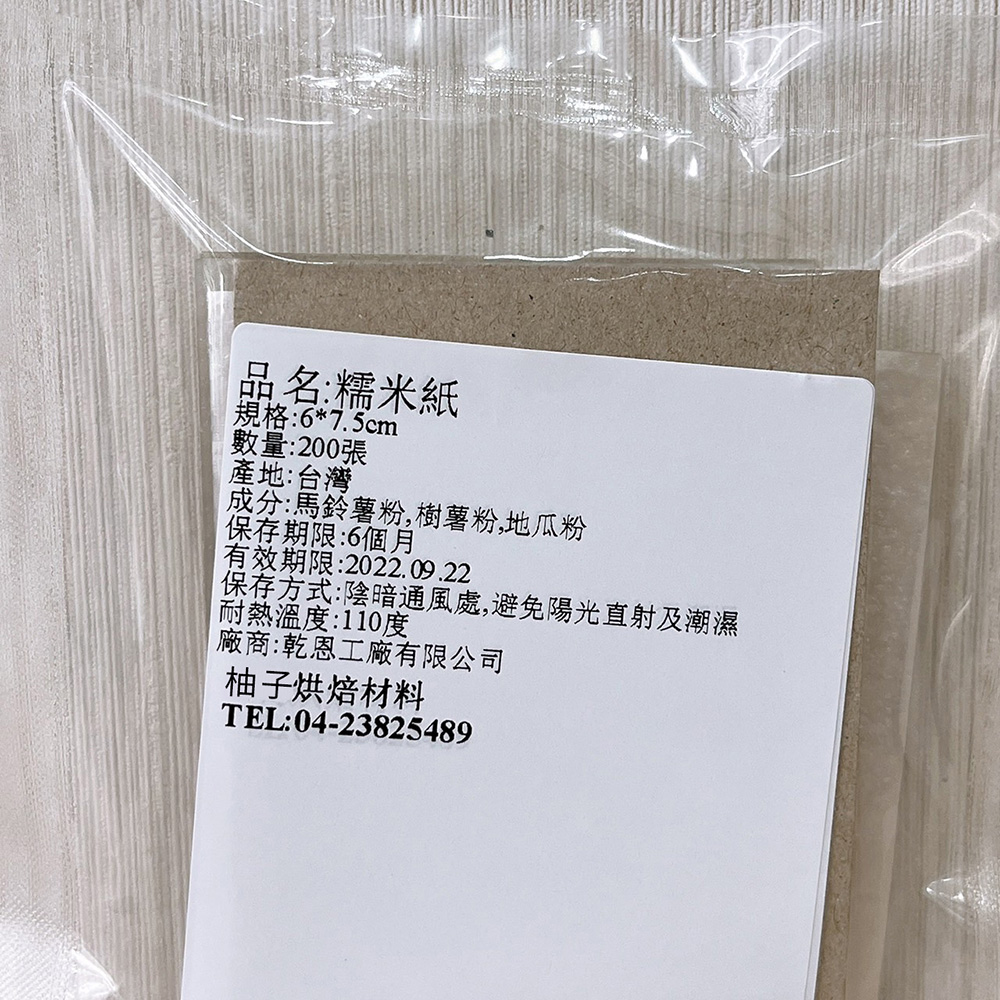 品名:糯米紙
規格:6*7.5cm
數量:200張
產地:台灣
成分:馬鈴薯粉,樹薯粉,地瓜粉
保存期限:6個月
有效期限:2022.09.22
保存方式:陰暗通風處,避免陽光直射及潮濕
耐熱溫度:110度
廠商:乾恩工廠有限公司
柚子烘焙材料
TEL:04-23825489